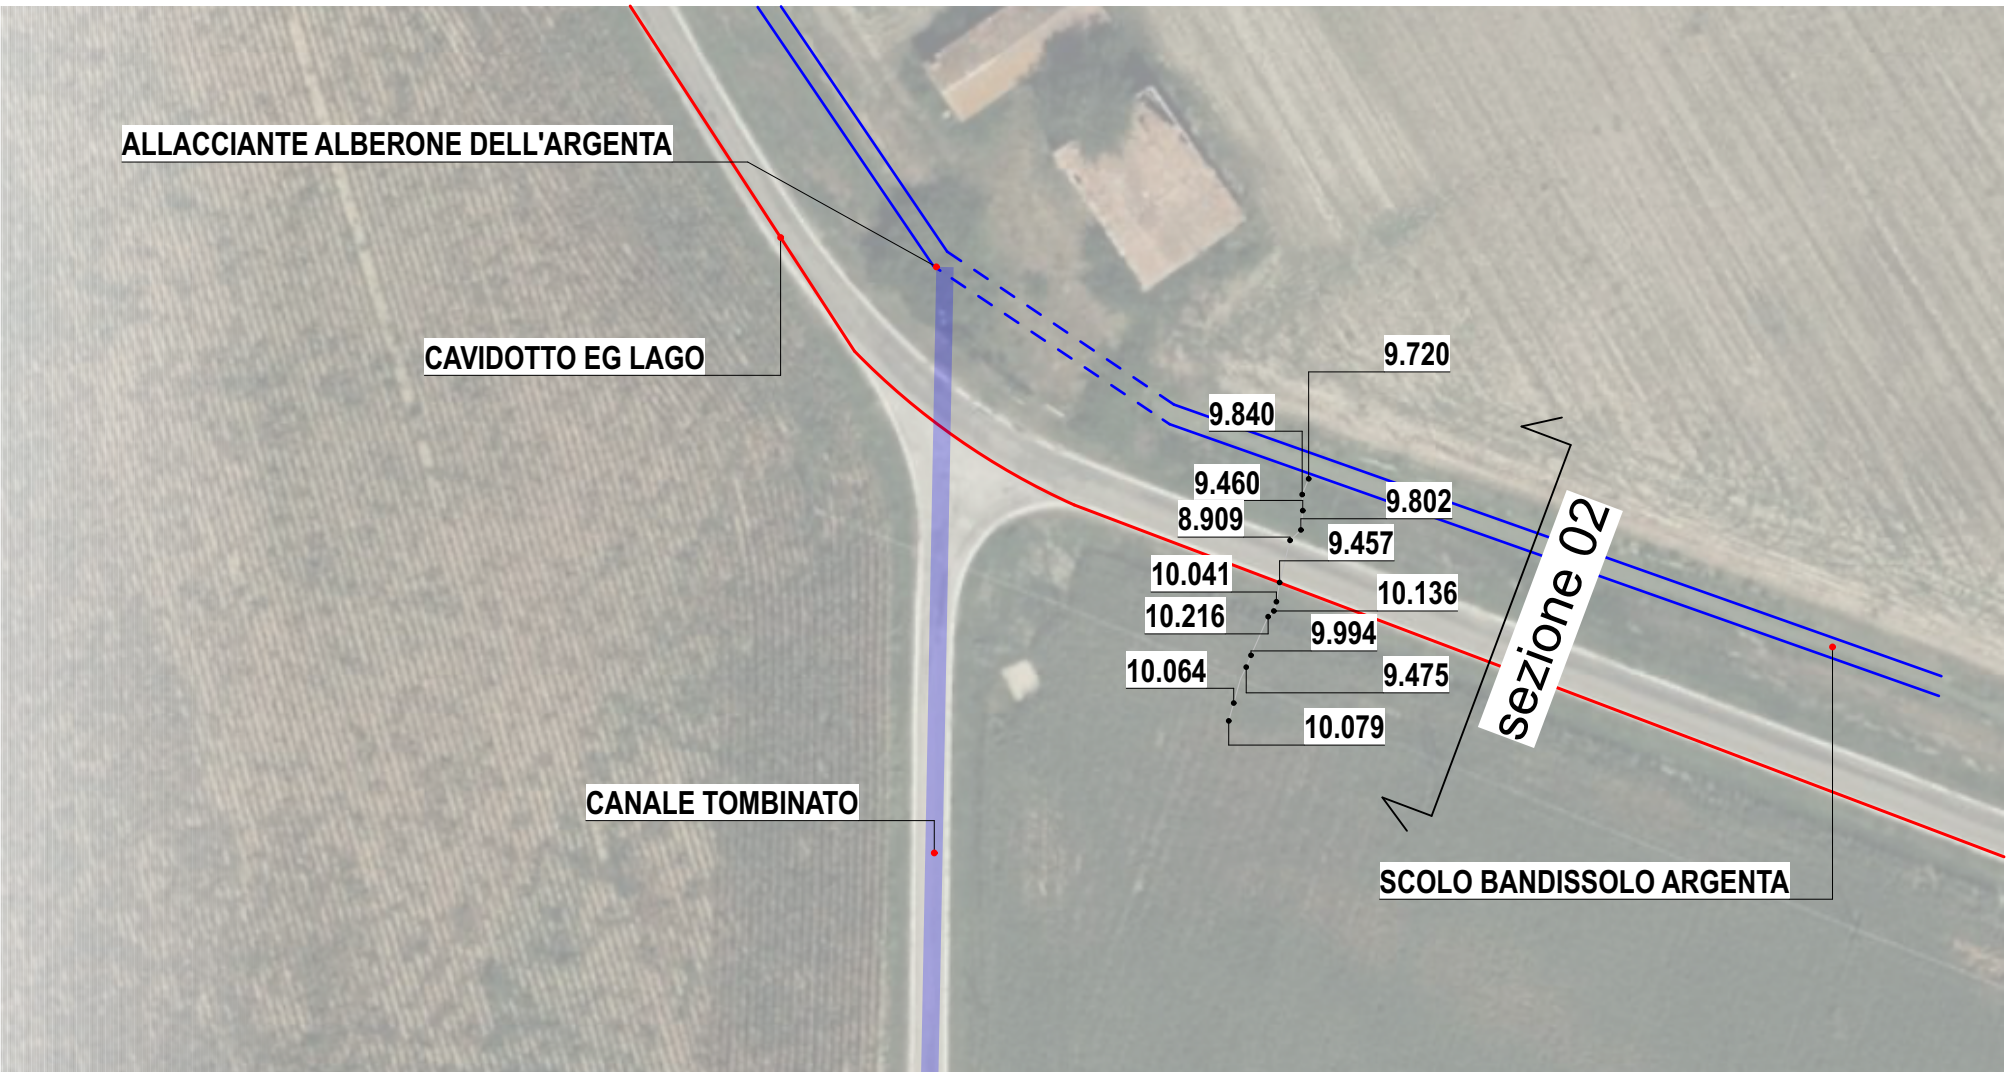 ALLACCIANTE ALBERONE DELL'ARGENTA
CAVIDOTTO EG LAGO
9.720
9.840
9.460
9.802
8.909
9.457
10.041
10.136
10.216
9.994
10.064
9.475
10.079
sezione 02
CANALE TOMBINATO
SCOLO BANDISSOLO ARGENTA